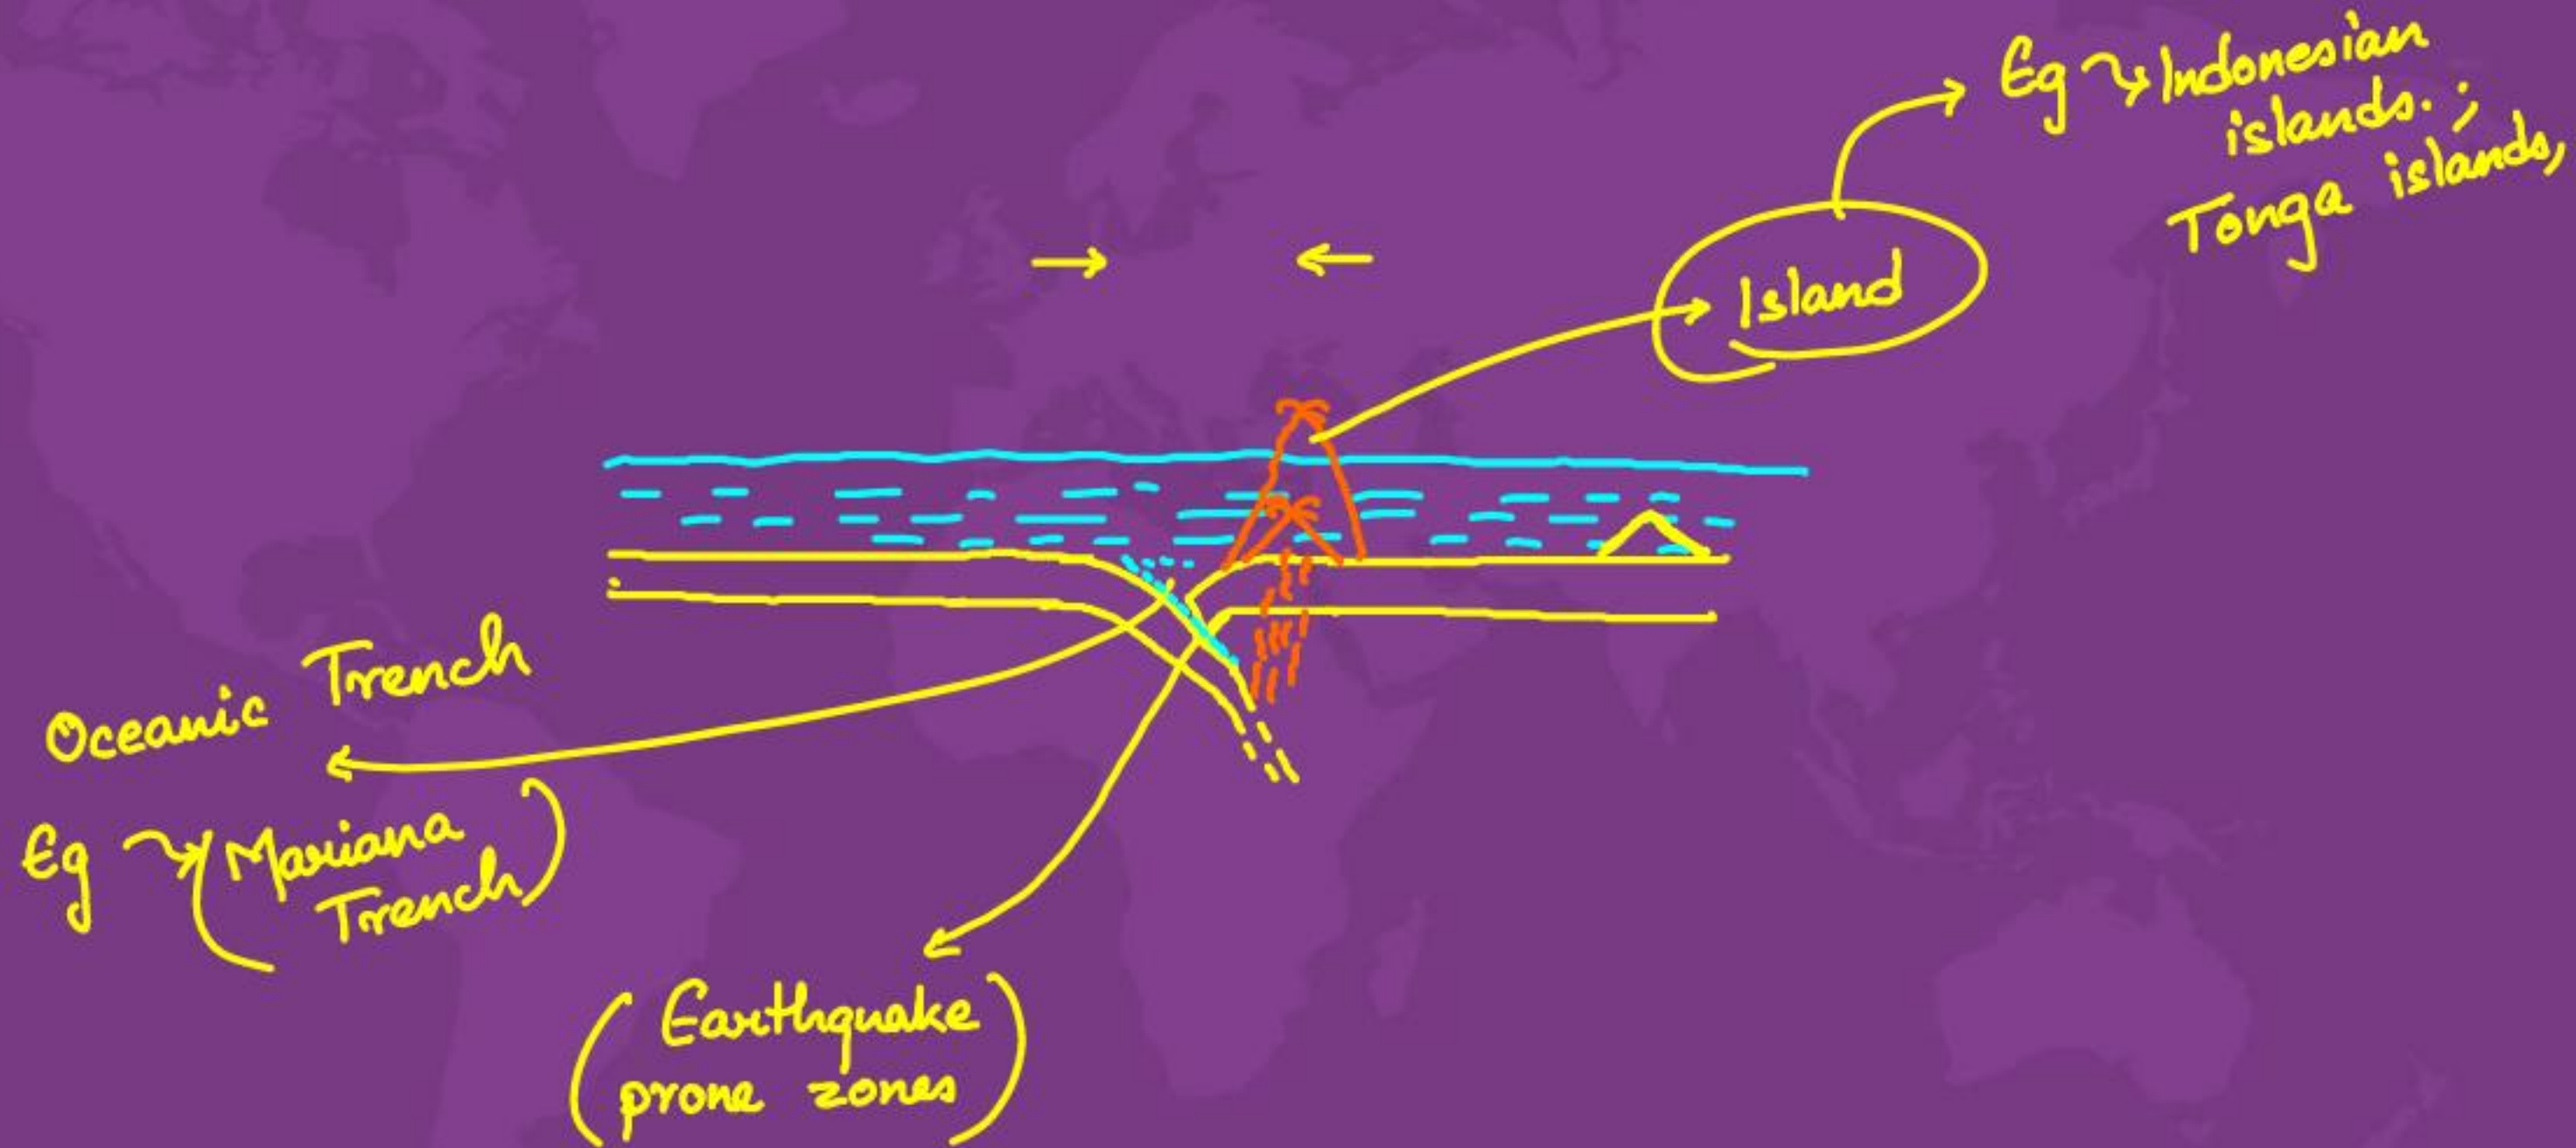 Eg Indonesian
islands. ;
Tonga islands,
Island
Oceanic Trench
Eg (Mariana
Trench)
(Earthquake
prone zones)